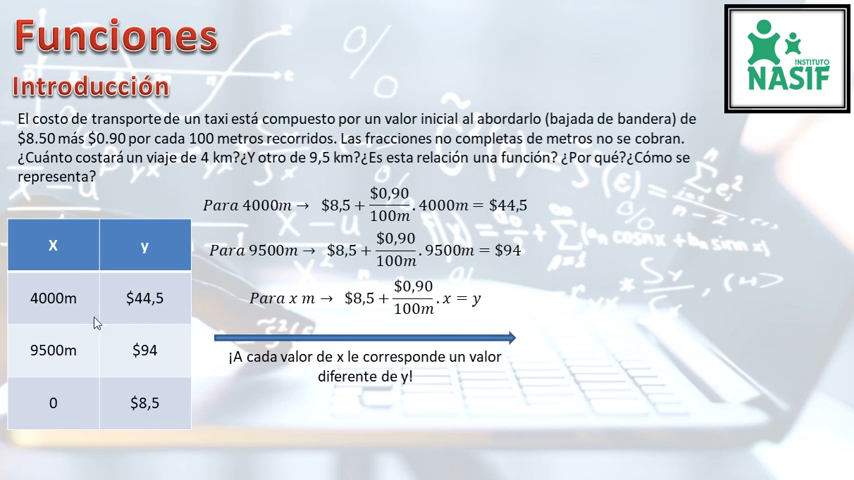 Funciones
Introducción
INSTITUTO
NASIF
El costo de transporte de un taxi está compuesto por un valor inicial al abordarlo (bajada de bandera) de
$8.50 más $0.90 por cada 100 metros recorridos. Las fracciones no completas de metros no se cobran.
¿Cuánto costará un viaje de 4 km?¿Y otro de 9,5 km?¿Es esta relación una función? ¿Por qué?¿Cómo se
representa?
Para 4000m → $8,5 + $0,90/100m . 4000m = $44,5
Para 9500m → $8,5 + $0,90/100m . 9500m = $94
Para x m → $8,5 + $0,90/100m . x = y
X y
4000m $44,5
9500m $94
0 $8,5
¡A cada valor de x le corresponde un valor
diferente de y!